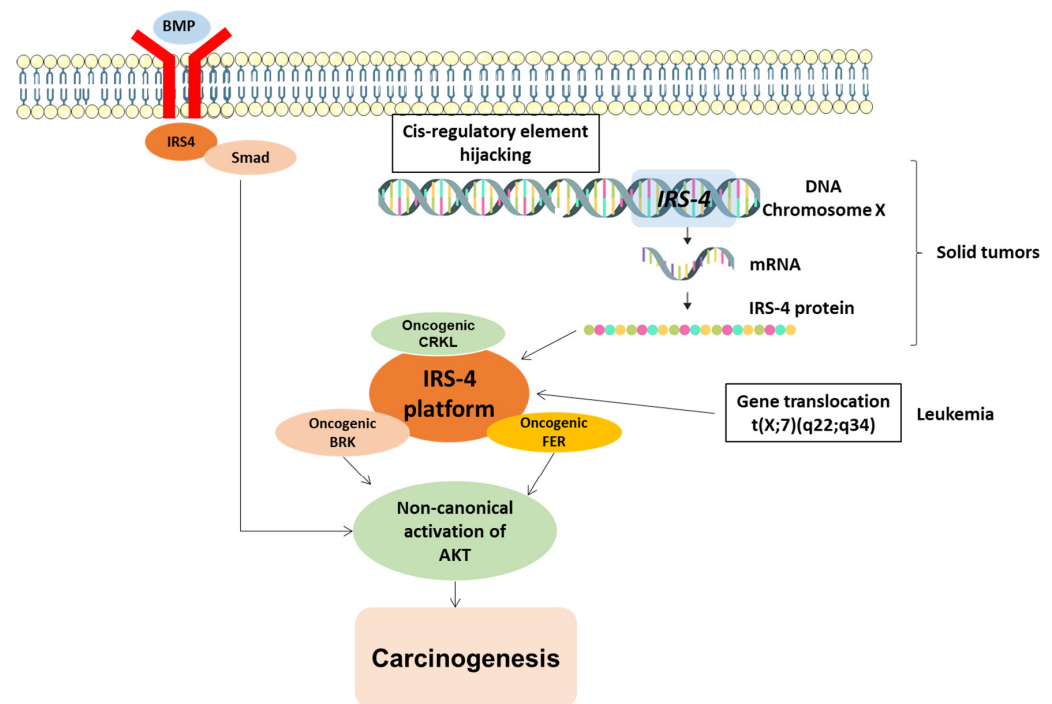 BMP
IRS4
Smad
Cis-regulatory element
hijacking
IRS-4
DNA
Chromosome X
mRNA
IRS-4 protein
Solid tumors
Oncogenic
CRKL
IRS-4
platform
Oncogenic
BRK
Oncogenic
FER
Gene translocation
t(X;7)(q22;q34)
Leukemia
Non-canonical
activation of
AKT
Carcinogenesis